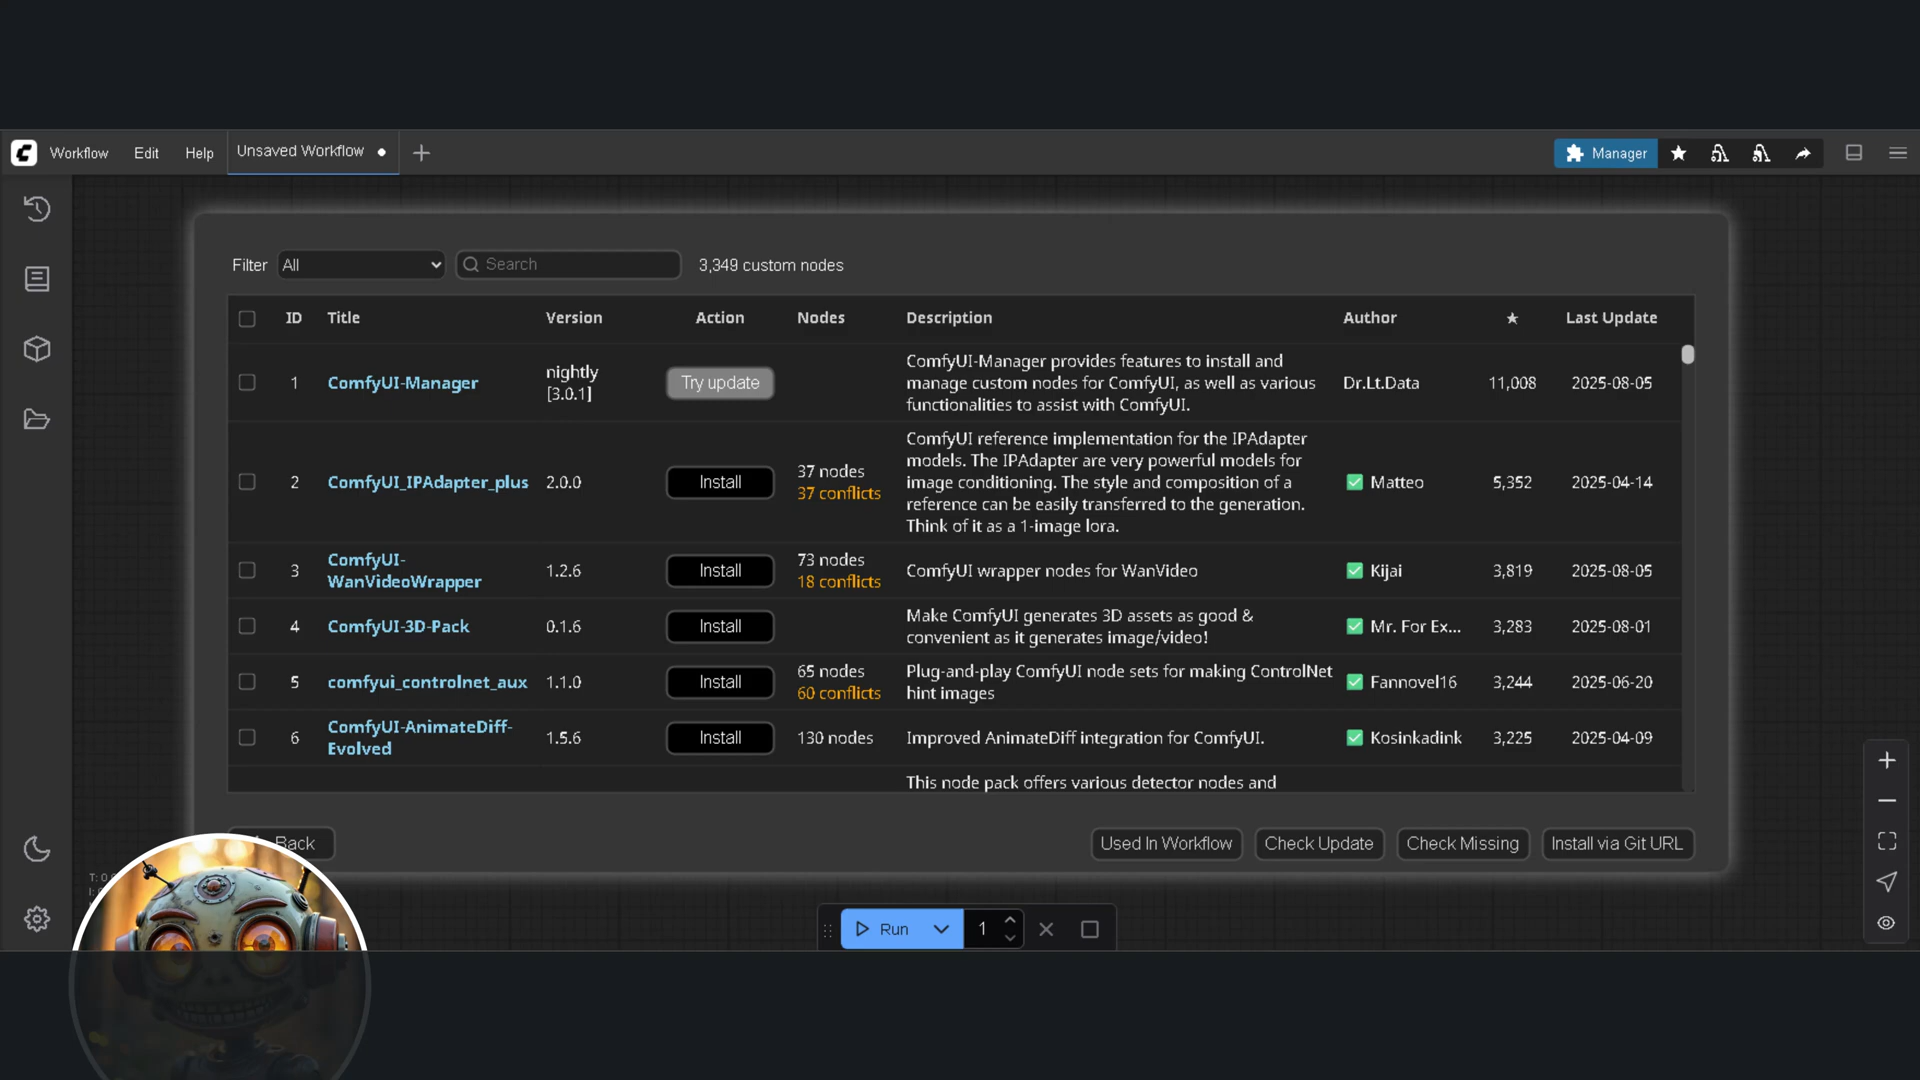 Workflow Edit Help Unsaved Workflow Manager
Filter All Search 3,349 custom nodes
ID Title Version Action Nodes Description Author ★ Last Update
1 ComfyUI-Manager nightly [3.0.1] Try update ComfyUI-Manager provides features to install and
manage custom nodes for ComfyUI, as well as various
functionalities to assist with ComfyUI. Dr.Lt.Data 11,008 2025-08-05
2 ComfyUI_IPAdapter_plus 2.0.0 Install 37 nodes
37 conflicts
ComfyUI reference implementation for the IPAdapter
models. The IPAdapter are very powerful models for
image conditioning. The style and composition of a
reference can be easily transferred to the generation.
Think of it as a 1-image lora.
Matteo 5,352 2025-04-14
3 ComfyUI-
WanVideoWrapper 1.2.6 Install 73 nodes
18 conflicts
ComfyUI wrapper nodes for WanVideo Kijai 3,819 2025-08-05
4 ComfyUI-3D-Pack 0.1.6 Install Make ComfyUI generates 3D assets as good &
convenient as it generates image/video! Mr. For Ex... 3,283 2025-08-01
5 comfyui_controlnet_aux 1.1.0 Install 65 nodes
60 conflicts
Plug-and-play ComfyUI node sets for making ControlNet
hint images Fannovel16 3,244 2025-06-20
6 ComfyUI-AnimateDiff-
Evolved 1.5.6 Install 130 nodes Improved AnimateDiff integration for ComfyUI. Kosinkadink 3,225 2025-04-09
This node pack offers various detector nodes and
Back Used In Workflow Check Update Check Missing Install via Git URL
Run 1